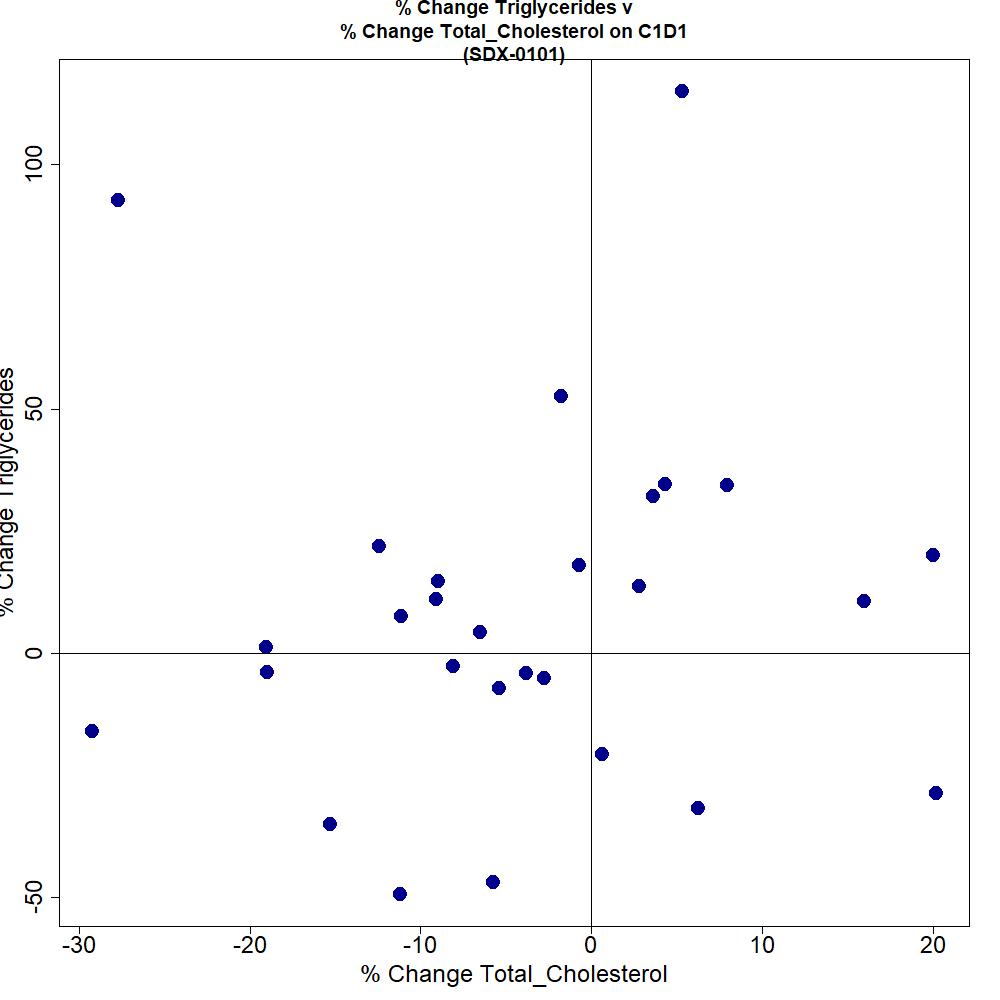 % Change Triglycerides v
% Change Total_Cholesterol on C1D1
(SDX-0101)
% Change Triglycerides
100
50
0
-50
-30 -20 -10 0 10 20
% Change Total_Cholesterol